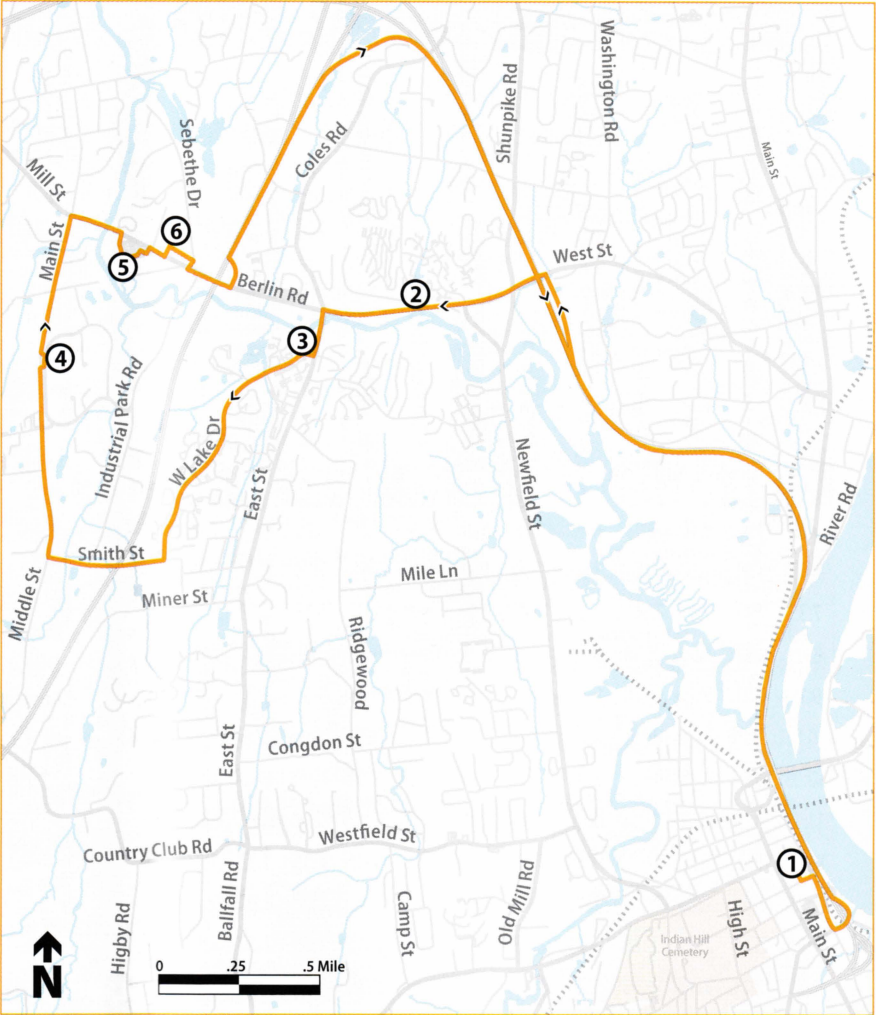 Washington Rd
Shunpike Rd
Coles Rd
Sebethe Dr
Main St
Mill St
Main St
6
5
West St
Berlin Rd
2
3
4
Industrial Park Rd
W Lake Dr
East St
Newfield St
River Rd
Smith St
Mile Ln
Miner St
Middle St
Ridgewood
East St
Congdon St
Westfield St
Country Club Rd
1
Ballfall Rd
Old Mill Rd
Camp St
High St
Main St
Higby Rd
Indian Hill
Cemetery
N
0 .25 .5 Mile